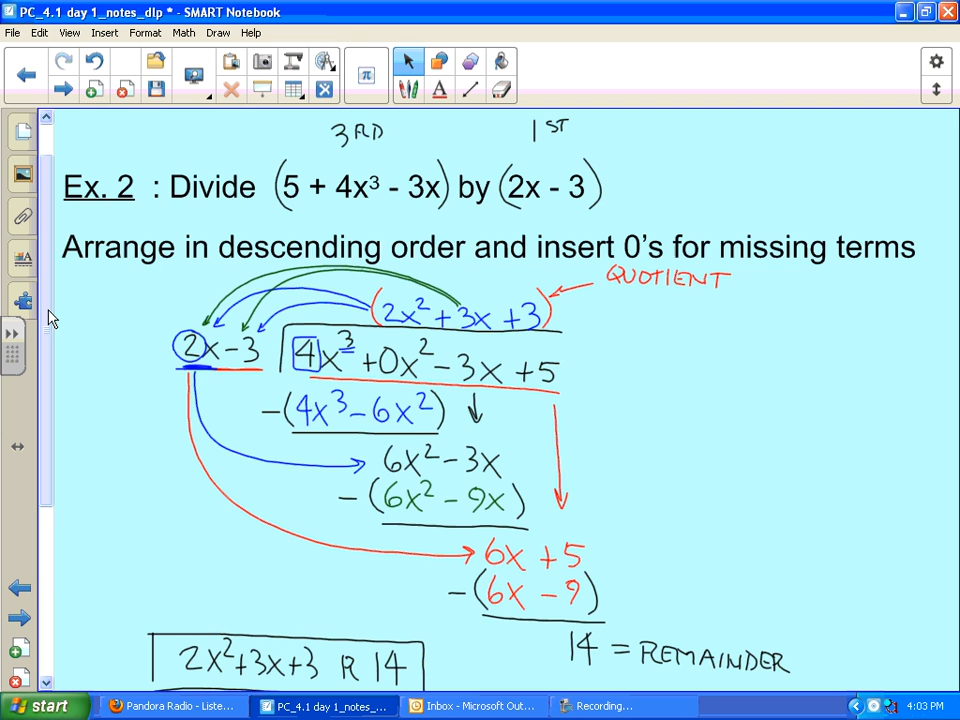 PC_4.1 day 1_notes_dlp * - SMART Notebook
File Edit View Insert Format Math Draw Help
π
3RD 1ST
Ex. 2 : Divide (5 + 4x³ - 3x) by (2x - 3)
Arrange in descending order and insert 0's for missing terms
QUOTIENT
(2x² + 3x + 3)
2x - 3 4x³ + 0x² - 3x + 5
-(4x³ - 6x²)
6x² - 3x
-(6x² - 9x)
6x + 5
-(6x - 9)
14 = REMAINDER
2x² + 3x + 3 R 14
start Pandora Radio - Liste... PC_4.1 day 1_notes_... Inbox - Microsoft Out... Recording... 4:03 PM